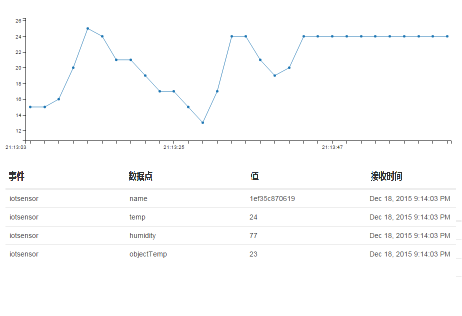 26
24
22
20
18
16
14
12
21:13:25
21:13:47
事件 数据点 值 接收时间
iotsensor name 1ef35c870619 Dec 18, 2015 9:14:03 PM
iotsensor temp 24 Dec 18, 2015 9:14:03 PM
iotsensor humidity 77 Dec 18, 2015 9:14:03 PM
iotsensor objectTemp 23 Dec 18, 2015 9:14:03 PM